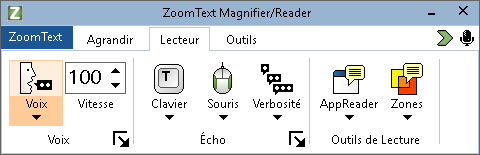 ZoomText Magnifier/Reader
ZoomText Agrandir Lecteur Outils
100 T
Voix Vitesse Clavier Souris Verbosité AppReader Zones
Voix Écho Outils de Lecture